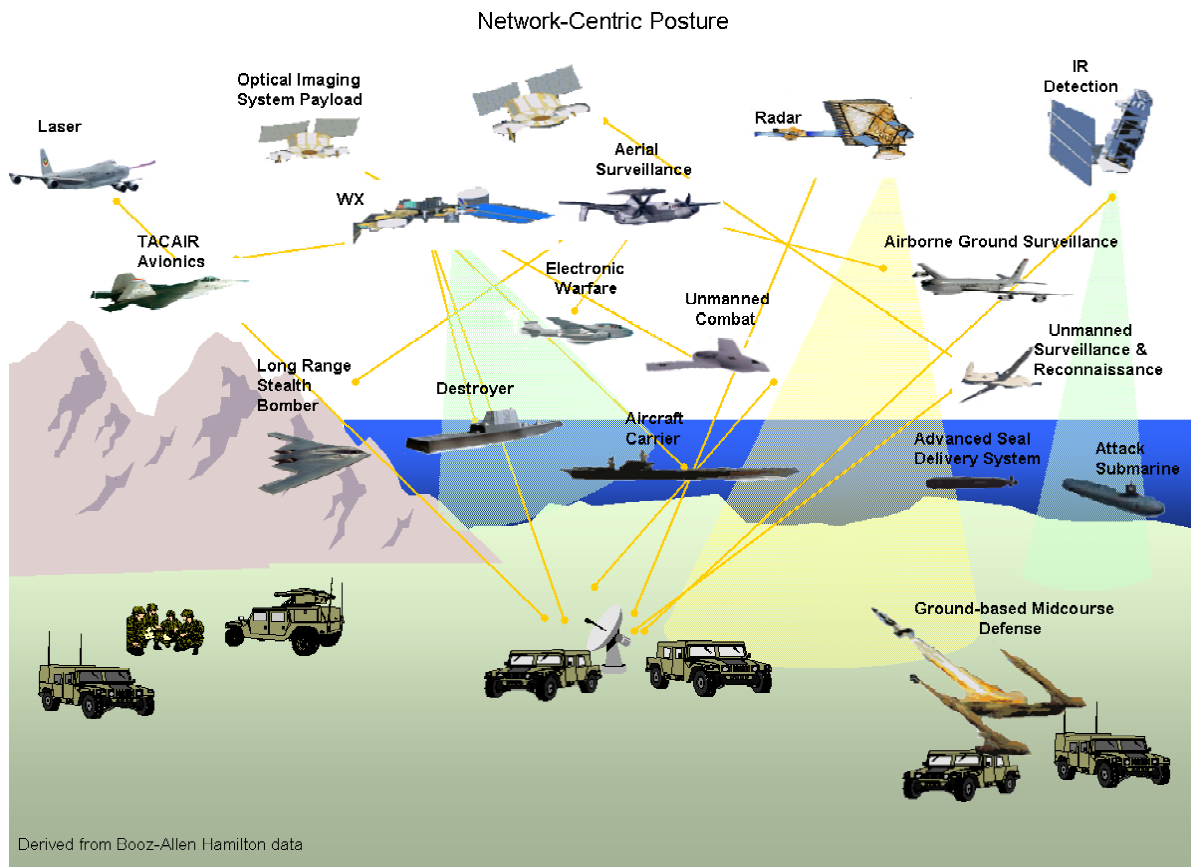 Network-Centric Posture
Optical Imaging
System Payload
IR
Detection
Laser
Radar
Aerial
Surveillance
WX
TACAIR
Avionics
Airborne Ground Surveillance
Electronic
Warfare
Unmanned
Combat
Unmanned
Surveillance &
Reconnaissance
Long Range
Stealth
Bomber
Destroyer
Aircraft
Carrier
Advanced Seal
Delivery System
Attack
Submarine
Ground-based Midcourse
Defense
Derived from Booz-Allen Hamilton data